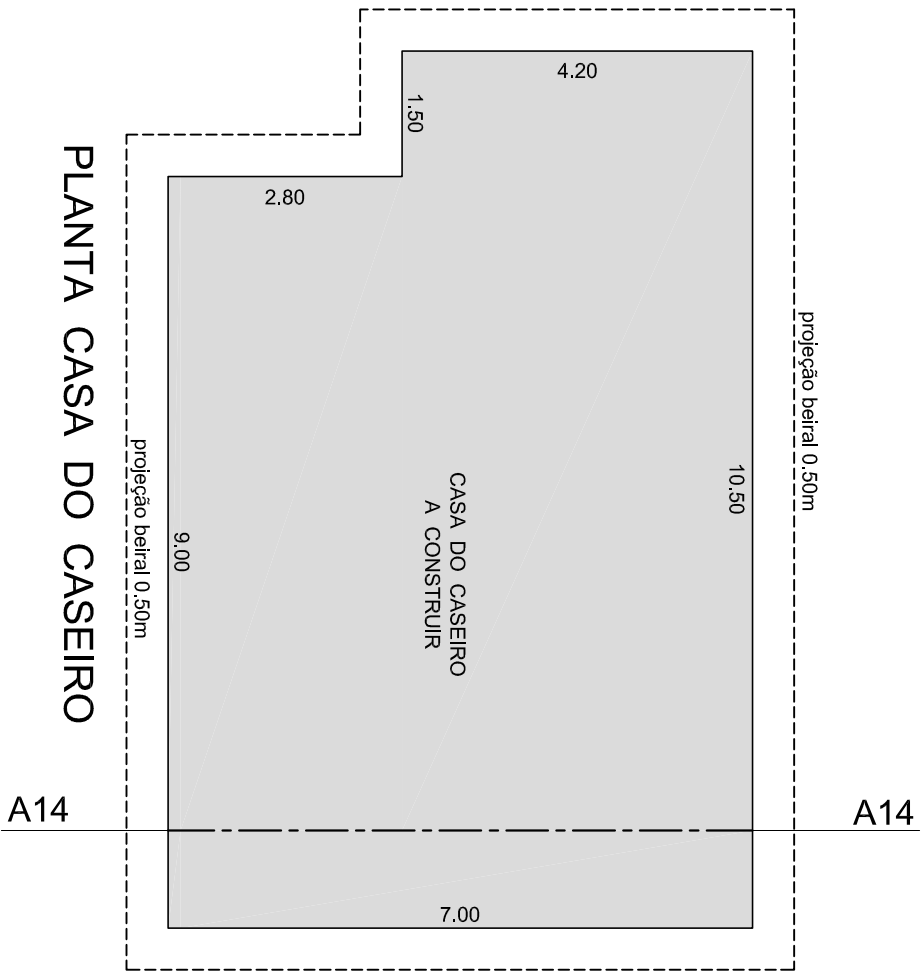 4.20
1.50
2.80
PLANTA CASA DO CASEIRO
projeção beiral 0.50m
projeção beiral 0.50m
10.50
9.00
CASA DO CASEIRO
A CONSTRUIR
A14
A14
7.00